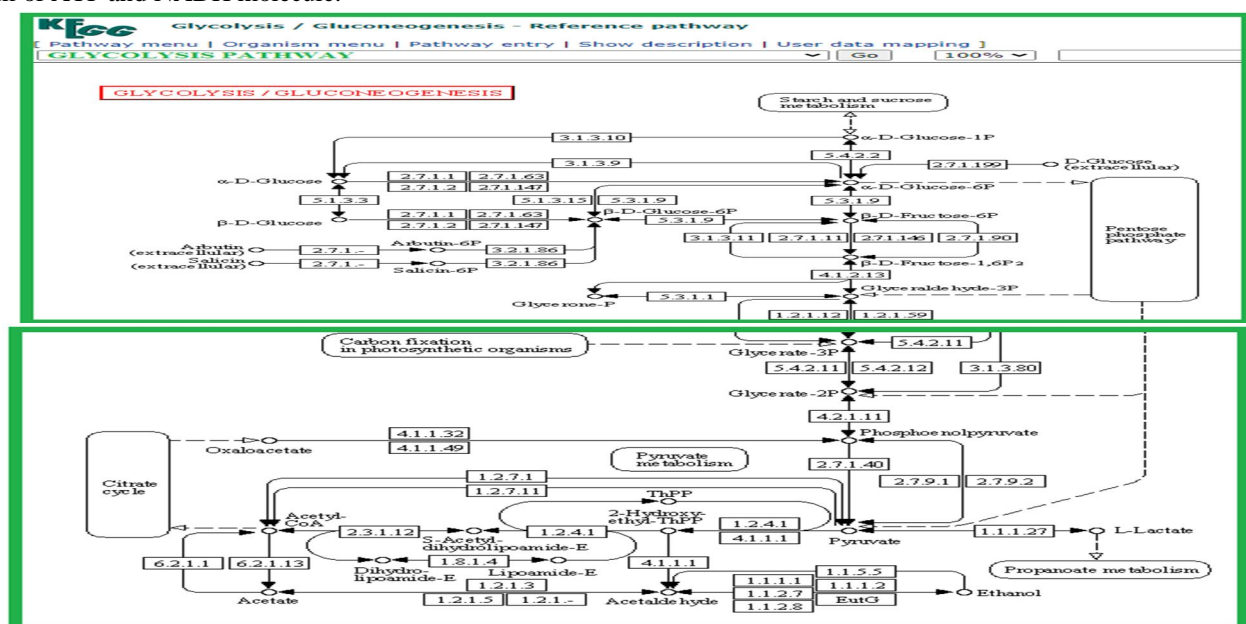 KEGG Glycolysis / Gluconeogenesis - Reference pathway
[ Pathway menu | Organism menu | Pathway entry | Show description | User data mapping ]
GLYCOLYSIS PATHWAY Go 100%
GLYCOLYSIS / GLUCONEOGENESIS
Starch and sucrose
metabolism
3.1.3.10
α-D-Glucose-1P
3.1.3.9
5.4.2.2
2.7.1.199
D-Glucose
(extracellular)
α-D-Glucose
2.7.1.1 2.7.1.63
2.7.1.2 2.7.1.147
α-D-Glucose-6P
5.1.3.3
5.1.3.15 5.3.1.9
5.3.1.9
β-D-Glucose
2.7.1.1 2.7.1.63
2.7.1.2 2.7.1.147
β-D-Glucose-6P
5.3.1.9
β-D-Fructose-6P
Pentose
phosphate
pathway
Arbutin
(extracellular)
2.7.1.-
Arbutin-6P
3.2.1.86
3.1.3.11 2.7.1.11 2.7.1.146 2.7.1.90
Salicin
(extracellular)
2.7.1.-
Salicin-6P
3.2.1.86
β-D-Fructose-1,6P2
4.1.2.13
Glycerone-P
5.3.1.1
Glyceraldehyde-3P
1.2.1.12 1.2.1.59
Carbon fixation
in photosynthetic organisms
Glycerate-3P
5.4.2.11
5.4.2.11 5.4.2.12 3.1.3.80
Glycerate-2P
4.2.1.11
Oxaloacetate
4.1.1.32
4.1.1.49
Phosphoenolpyruvate
Citrate
cycle
Pyruvate
metabolism
2.7.1.40
2.7.9.1 2.7.9.2
1.2.7.1
1.2.7.11
ThPP
Acetyl-
CoA
2-Hydroxy-
ethyl-ThPP
2.3.1.12
S-Acetyl-
dihydrolipoamide-E
1.2.4.1
1.2.4.1
4.1.1.1
Pyruvate
1.1.1.27
L-Lactate
6.2.1.1 6.2.1.13
Dihydro-
lipoamide-E
1.8.1.4
Lipoamide-E
4.1.1.1
Propanoate metabolism
Acetate
1.2.1.3
1.2.1.5 1.2.1.-
Acetaldehyde
1.1.5.5
1.1.1.1 1.1.1.2
1.1.2.7 EutG
1.1.2.8
Ethanol